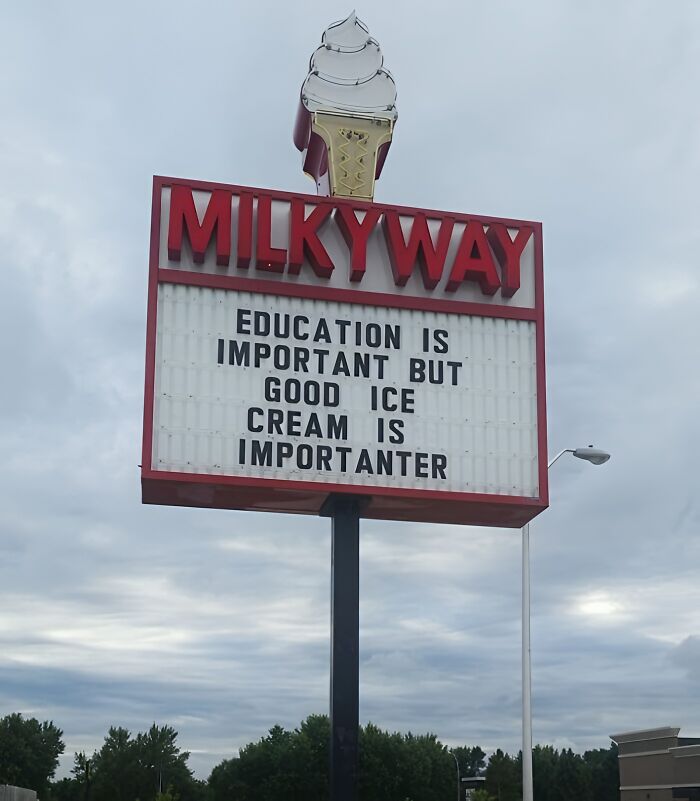 MILKYWAY
EDUCATION IS
IMPORTANT BUT
GOOD ICE
CREAM IS
IMPORTANTER